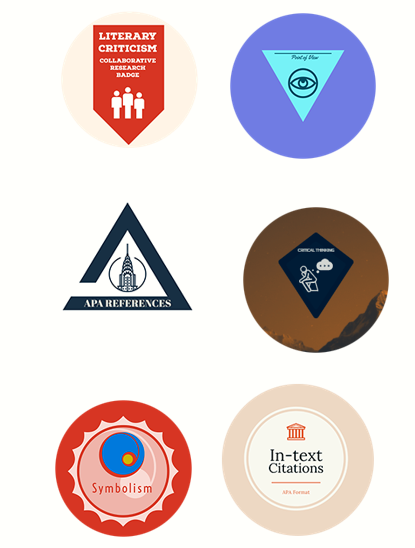 LITERARY
CRITICISM
COLLABORATIVE
RESEARCH
BADGE
Point of View
APA REFERENCES
CRITICAL THINKING
Symbolism
In-text
Citations
APA Format